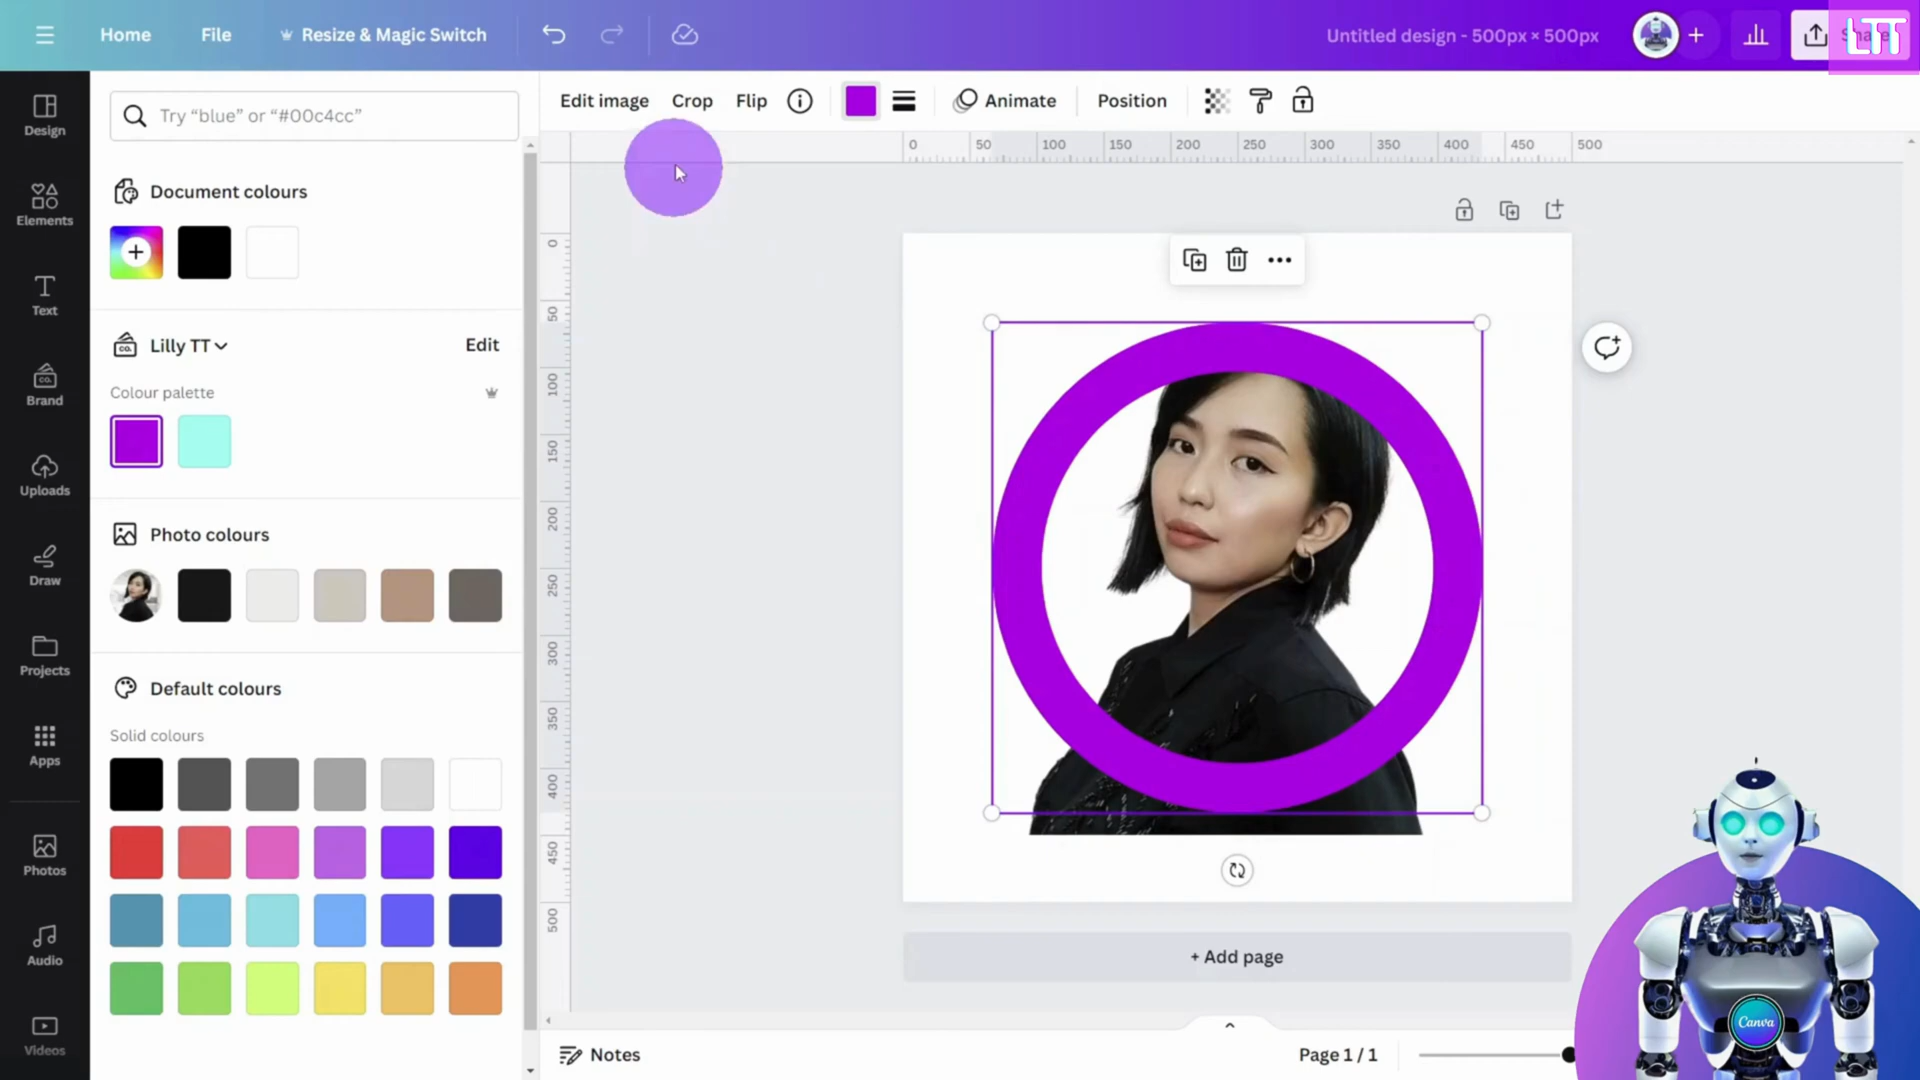 Home File Resize & Magic Switch Untitled design - 500px × 500px
LTT
Edit image Crop Flip Animate Position
Try “blue” or “#00c4cc”
Document colours
Lilly TT Edit
Colour palette
Photo colours
Default colours
Solid colours
Design
Elements
Text
CO.
Brand
Uploads
Draw
Projects
Apps
Photos
Audio
Videos
0 50 100 150 200 250 300 350 400 450 500
0
50
100
150
200
250
300
350
400
450
500
+ Add page
Notes
Page 1 / 1
Canva